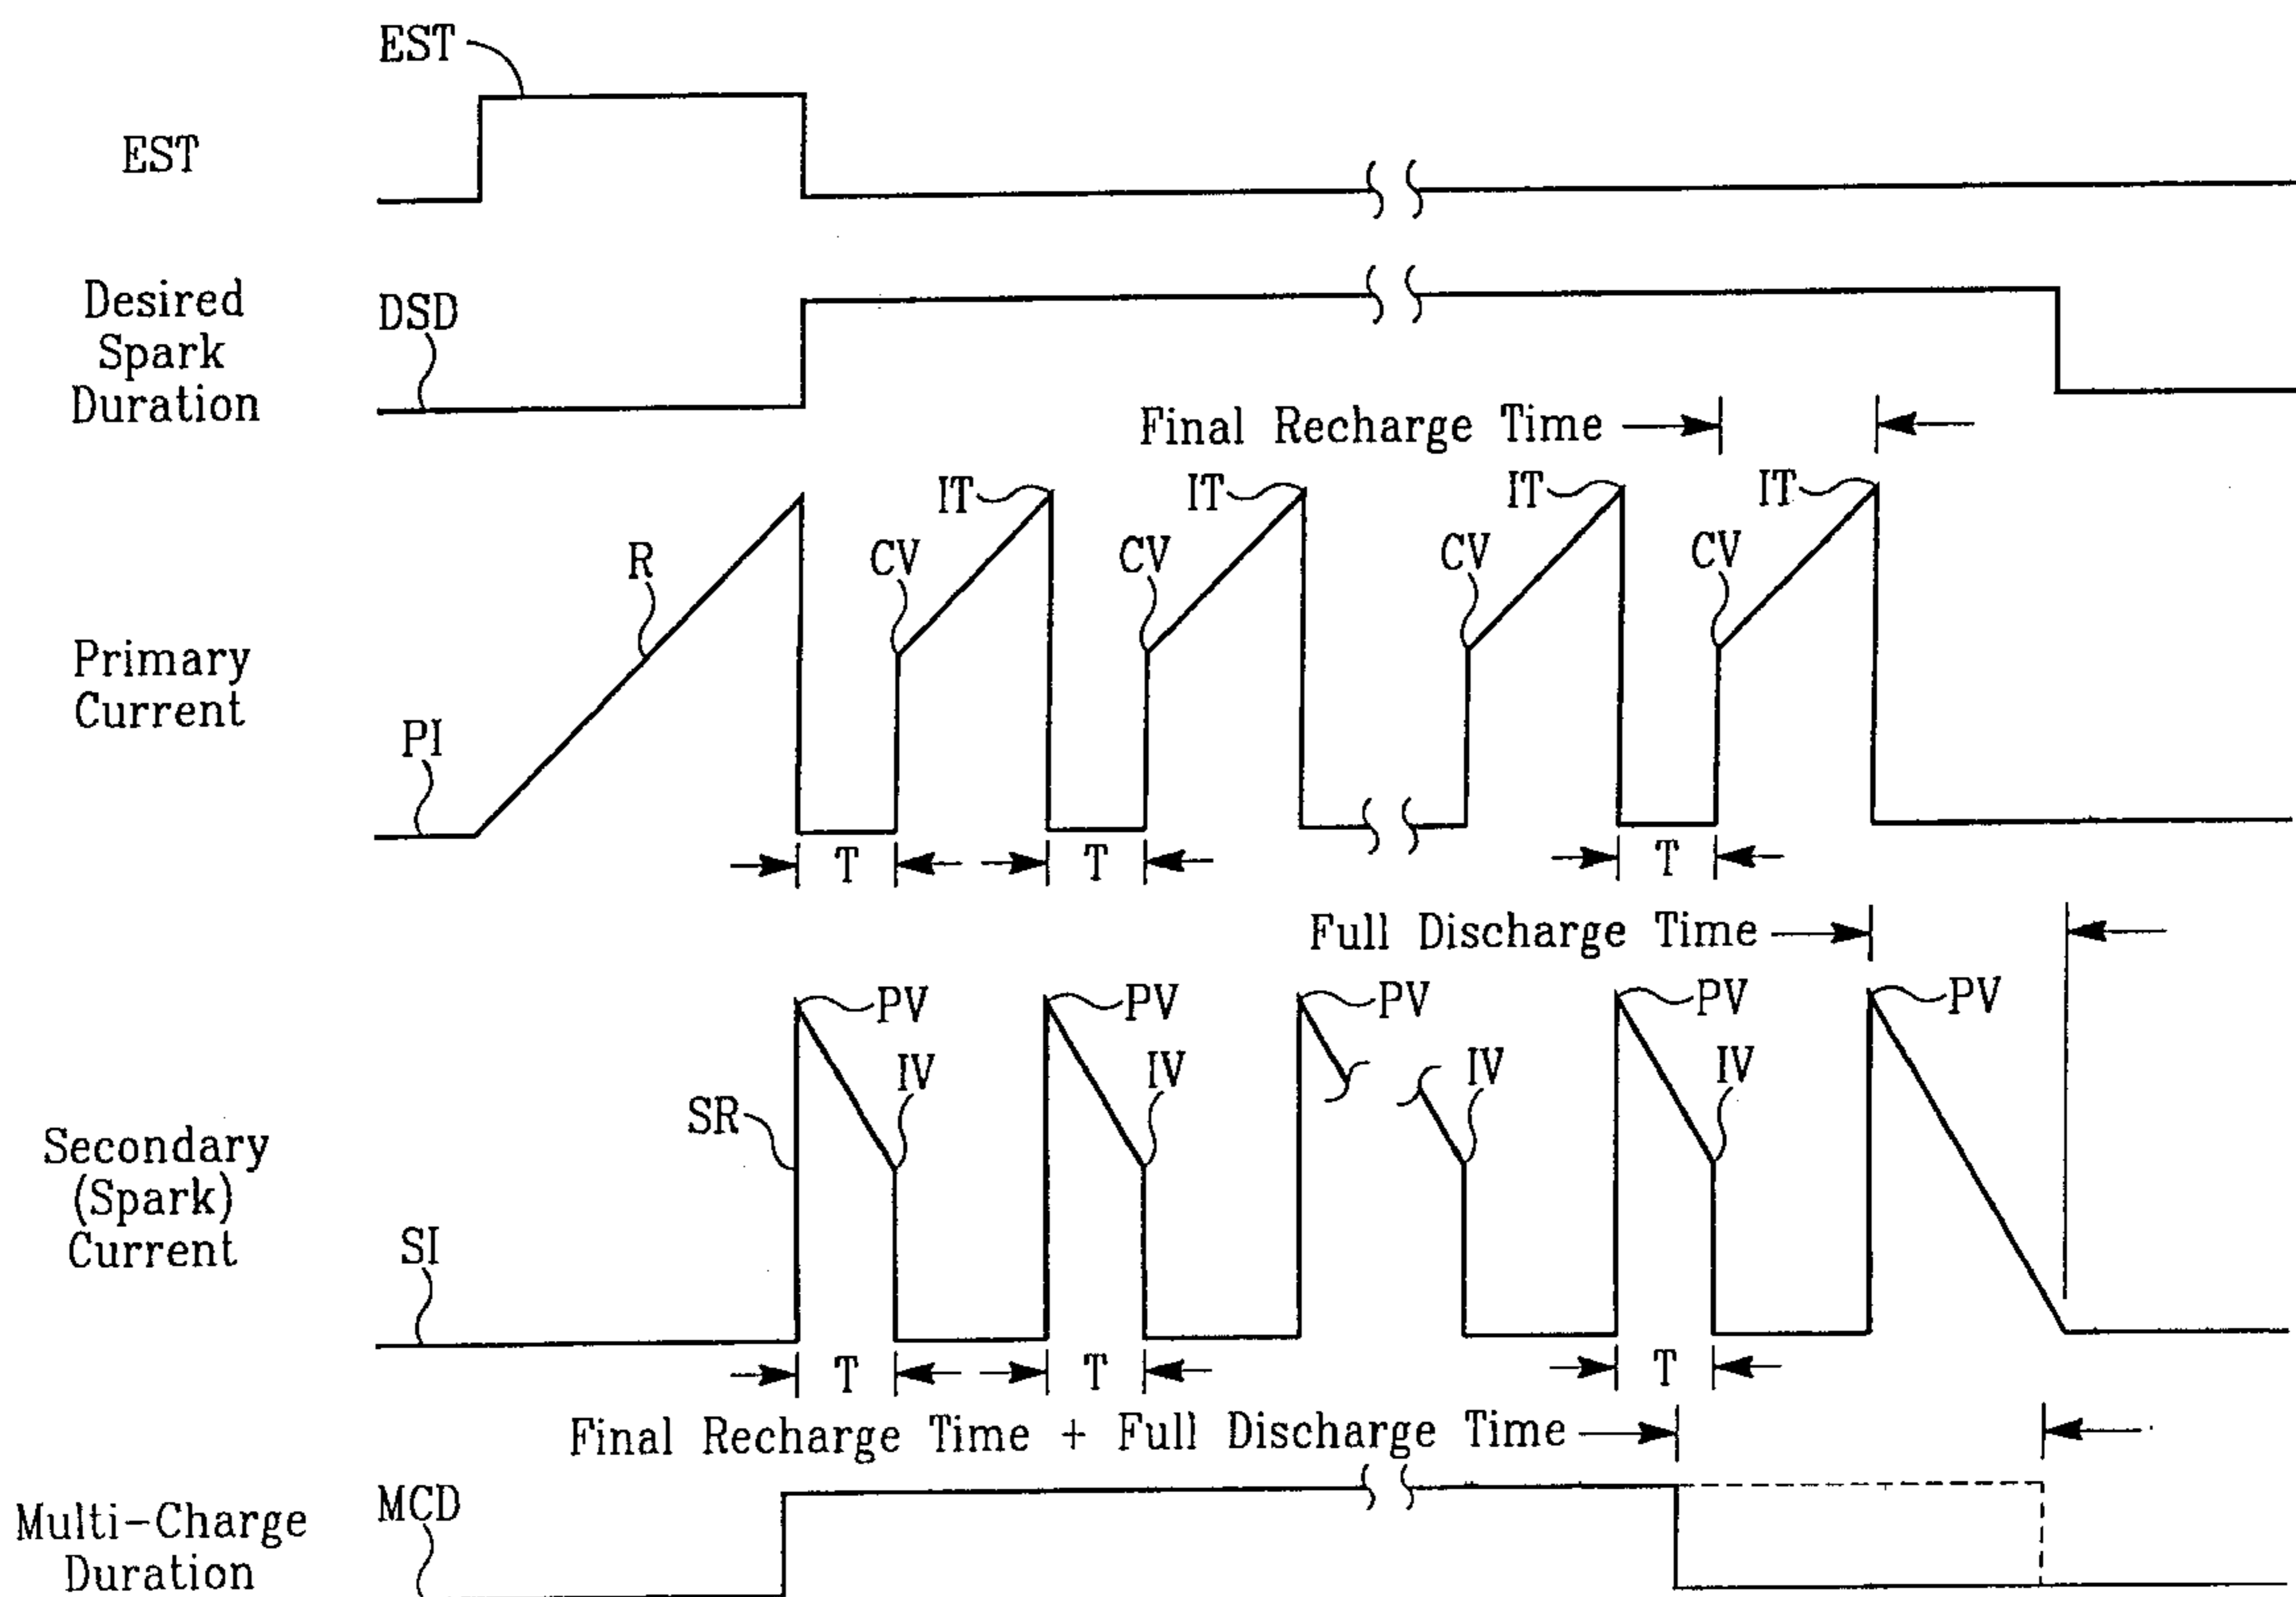 EST
EST
Desired
Spark
Duration
DSD
Final Recharge Time
IT
IT
IT
IT
R
CV
CV
CV
CV
Primary
Current
PI
T
T
T
Full Discharge Time
PV
PV
PV
PV
PV
IV
IV
IV
IV
SR
Secondary
(Spark)
Current
SI
T
T
T
Final Recharge Time + Full Discharge Time
MCD
Multi-Charge
Duration